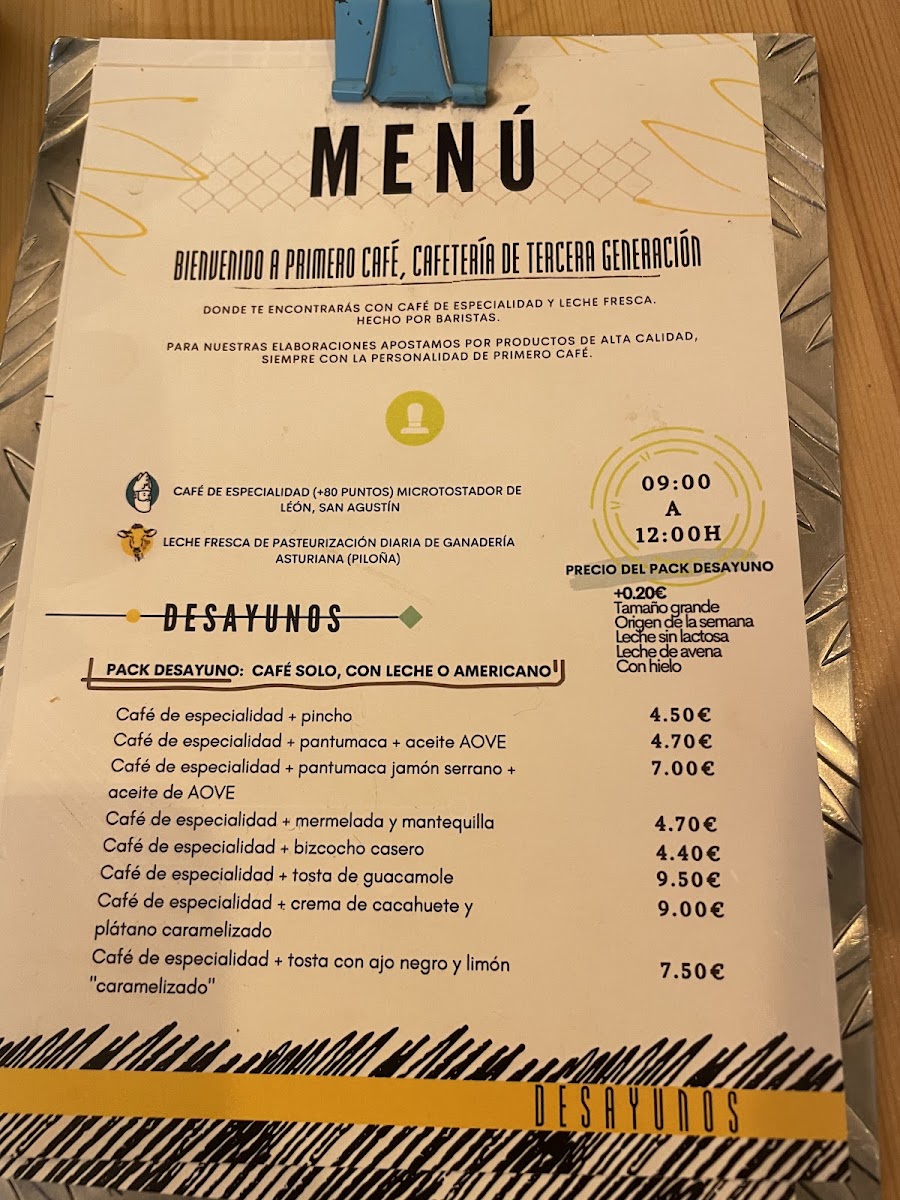 MENÚ
BIENVENIDO A PRIMERO CAFÉ, CAFETERÍA DE TERCERA GENERACIÓN
DONDE TE ENCONTRARÁS CON CAFÉ DE ESPECIALIDAD Y LECHE FRESCA.
HECHO POR BARISTAS.
PARA NUESTRAS ELABORACIONES APOSTAMOS POR PRODUCTOS DE ALTA CALIDAD,
SIEMPRE CON LA PERSONALIDAD DE PRIMERO CAFÉ.
CAFÉ DE ESPECIALIDAD (+80 PUNTOS) MICROTOSTADOR DE
LÉÓN, SAN AGUSTÍN
LECHE FRESCA DE PASTEURIZACIÓN DIARIA DE GANADERÍA
ASTURIANA (PILOÑA)
09:00
A
12:00H
PRECIO DEL PACK DESAYUNO
+0.20€
Tamaño grande
Origen de la semana
Leche sin lactosa
Leche de avena
Con hielo
DESAYUNOS
PACK DESAYUNO: CAFÉ SOLO, CON LECHE O AMERICANO"
Café de especialidad + pincho 4.50€
Café de especialidad + pantumaca + aceite AOVE 4.70€
Café de especialidad + pantumaca jamón serrano + 7.00€
aceite de AOVE
Café de especialidad + mermelada y mantequilla 4.70€
Café de especialidad + bizcocho casero 4.40€
Café de especialidad + tosta de guacamole 9.50€
Café de especialidad + crema de cacahuete y 9.00€
plátano caramelizado
Café de especialidad + tosta con ajo negro y limón 7.50€
"caramelizado"
DESAYUNOS